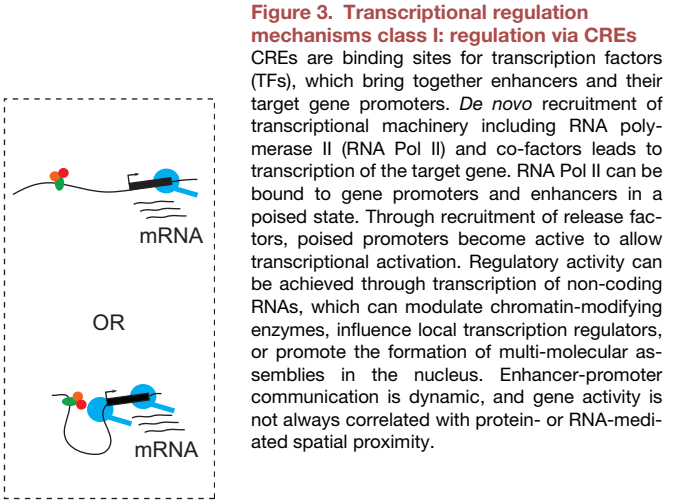 Figure 3. Transcriptional regulation
mechanisms class I: regulation via CREs
CREs are binding sites for transcription factors
(TFs), which bring together enhancers and their
target gene promoters. De novo recruitment of
transcriptional machinery including RNA poly-
merase II (RNA Pol II) and co-factors leads to
transcription of the target gene. RNA Pol II can be
bound to gene promoters and enhancers in a
poised state. Through recruitment of release fac-
tors, poised promoters become active to allow
transcriptional activation. Regulatory activity can
be achieved through transcription of non-coding
RNAs, which can modulate chromatin-modifying
enzymes, influence local transcription regulators,
or promote the formation of multi-molecular as-
semblies in the nucleus. Enhancer-promoter
communication is dynamic, and gene activity is
not always correlated with protein- or RNA-medi-
ated spatial proximity.
mRNA
OR
mRNA